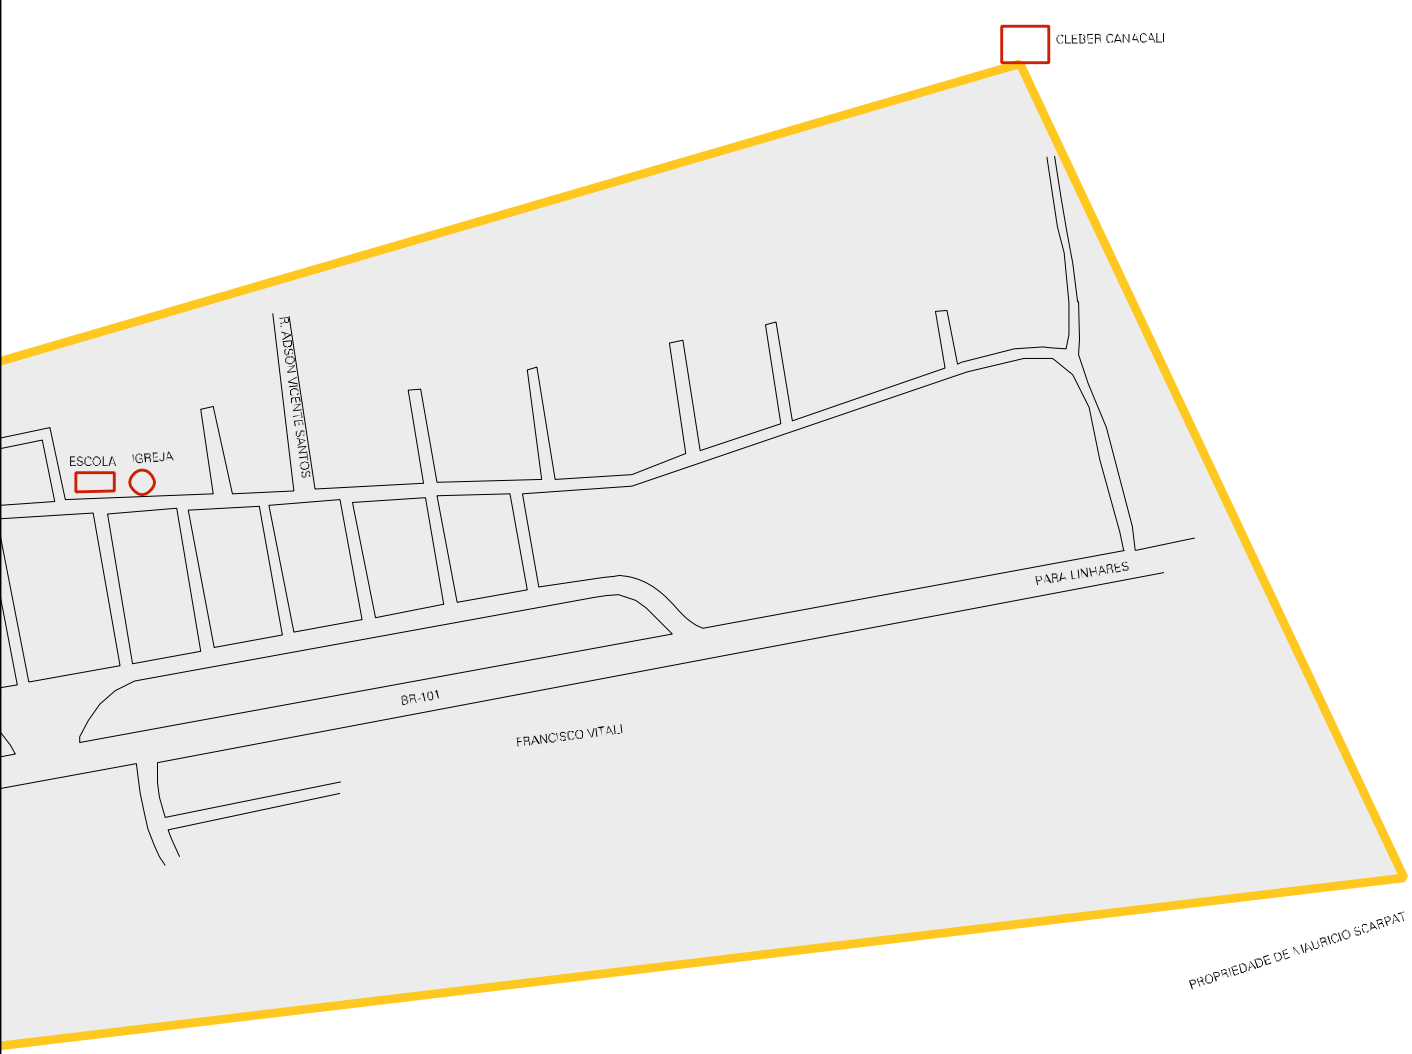 CLEBER CANACALI
R. ADSON VICENTE SANTOS
ESCOLA
IGREJA
PARA LINHARES
BR-101
FRANCISCO VITALI
PROPRIEDADE DE MAURICIO SCARPAT